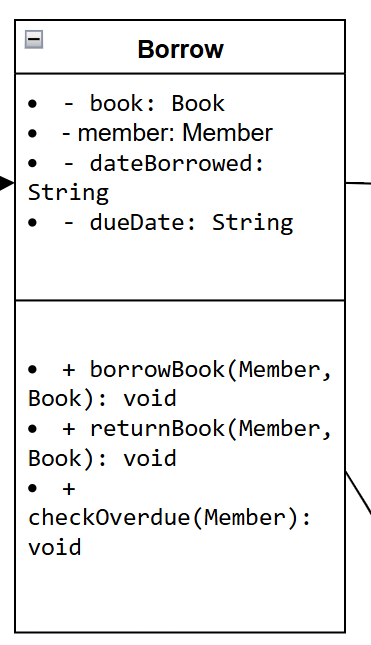 Borrow
• - book: Book
• - member: Member
• - dateBorrowed:
String
• - dueDate: String
• + borrowBook(Member,
Book): void
• + returnBook(Member,
Book): void
• +
checkOverdue(Member):
void